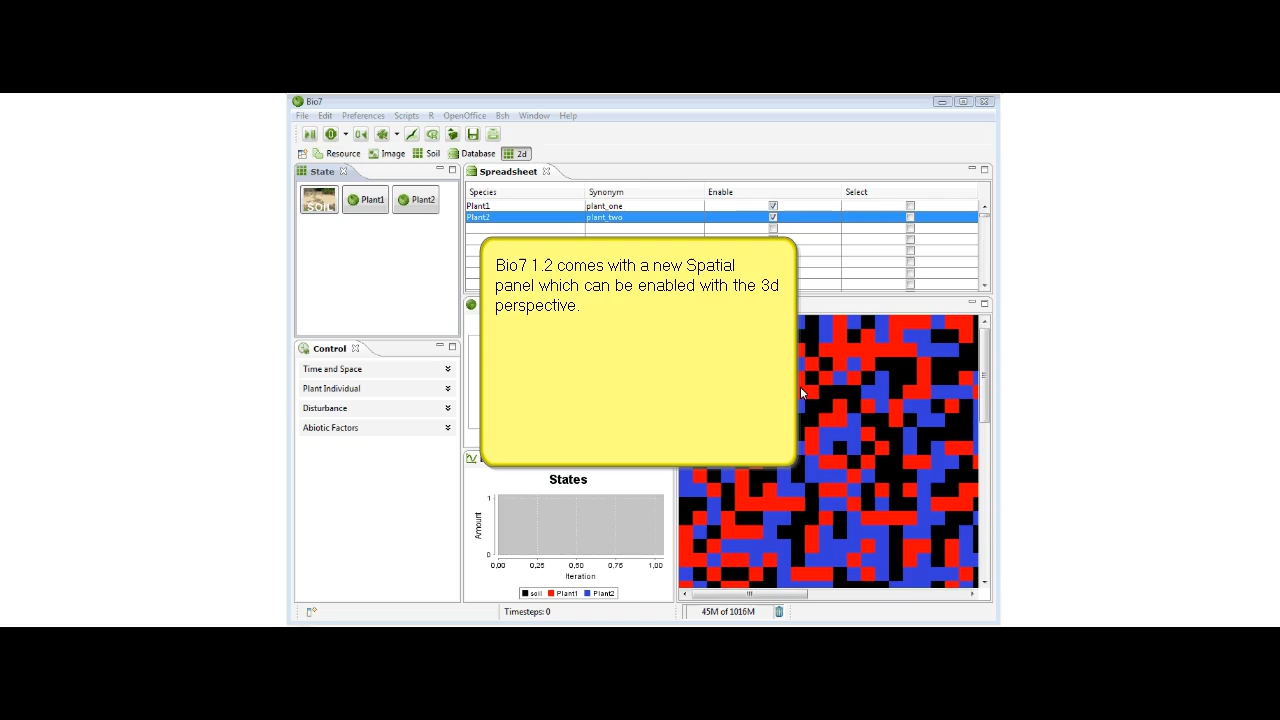 Bio7
File Edit Preferences Scripts R OpenOffice Bsh Window Help
Resource Image Soil Database 2d
State
Spreadsheet
SOIL Plant1 Plant2
Species Synonym Enable Select
Plant1 plant_one
Plant2 plant_two
Bio7 1.2 comes with a new Spatial
panel which can be enabled with the 3d
perspective.
Control
Time and Space
Plant Individual
Disturbance
Abiotic Factors
States
Amount
1
0
0,00 0,25 0,50 0,75 1,00
Iteration
soil Plant1 Plant2
Timesteps: 0
45M of 1016M